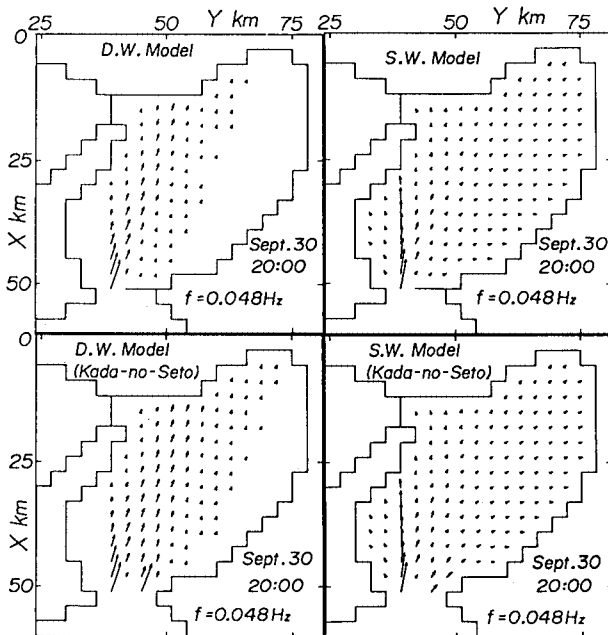 Y km Y km
25 50 75 25 50 75
0
D.W. Model S.W. Model
25
X km
Sept.30 Sept.30
20:00 20:00
50
f=0.048Hz f=0.048Hz
0
D.W. Model S.W. Model
(Kada-no-Seto) (Kada-no-Seto)
25
X km
Sept.30 Sept.30
20:00 20:00
50
f=0.048Hz f=0.048Hz